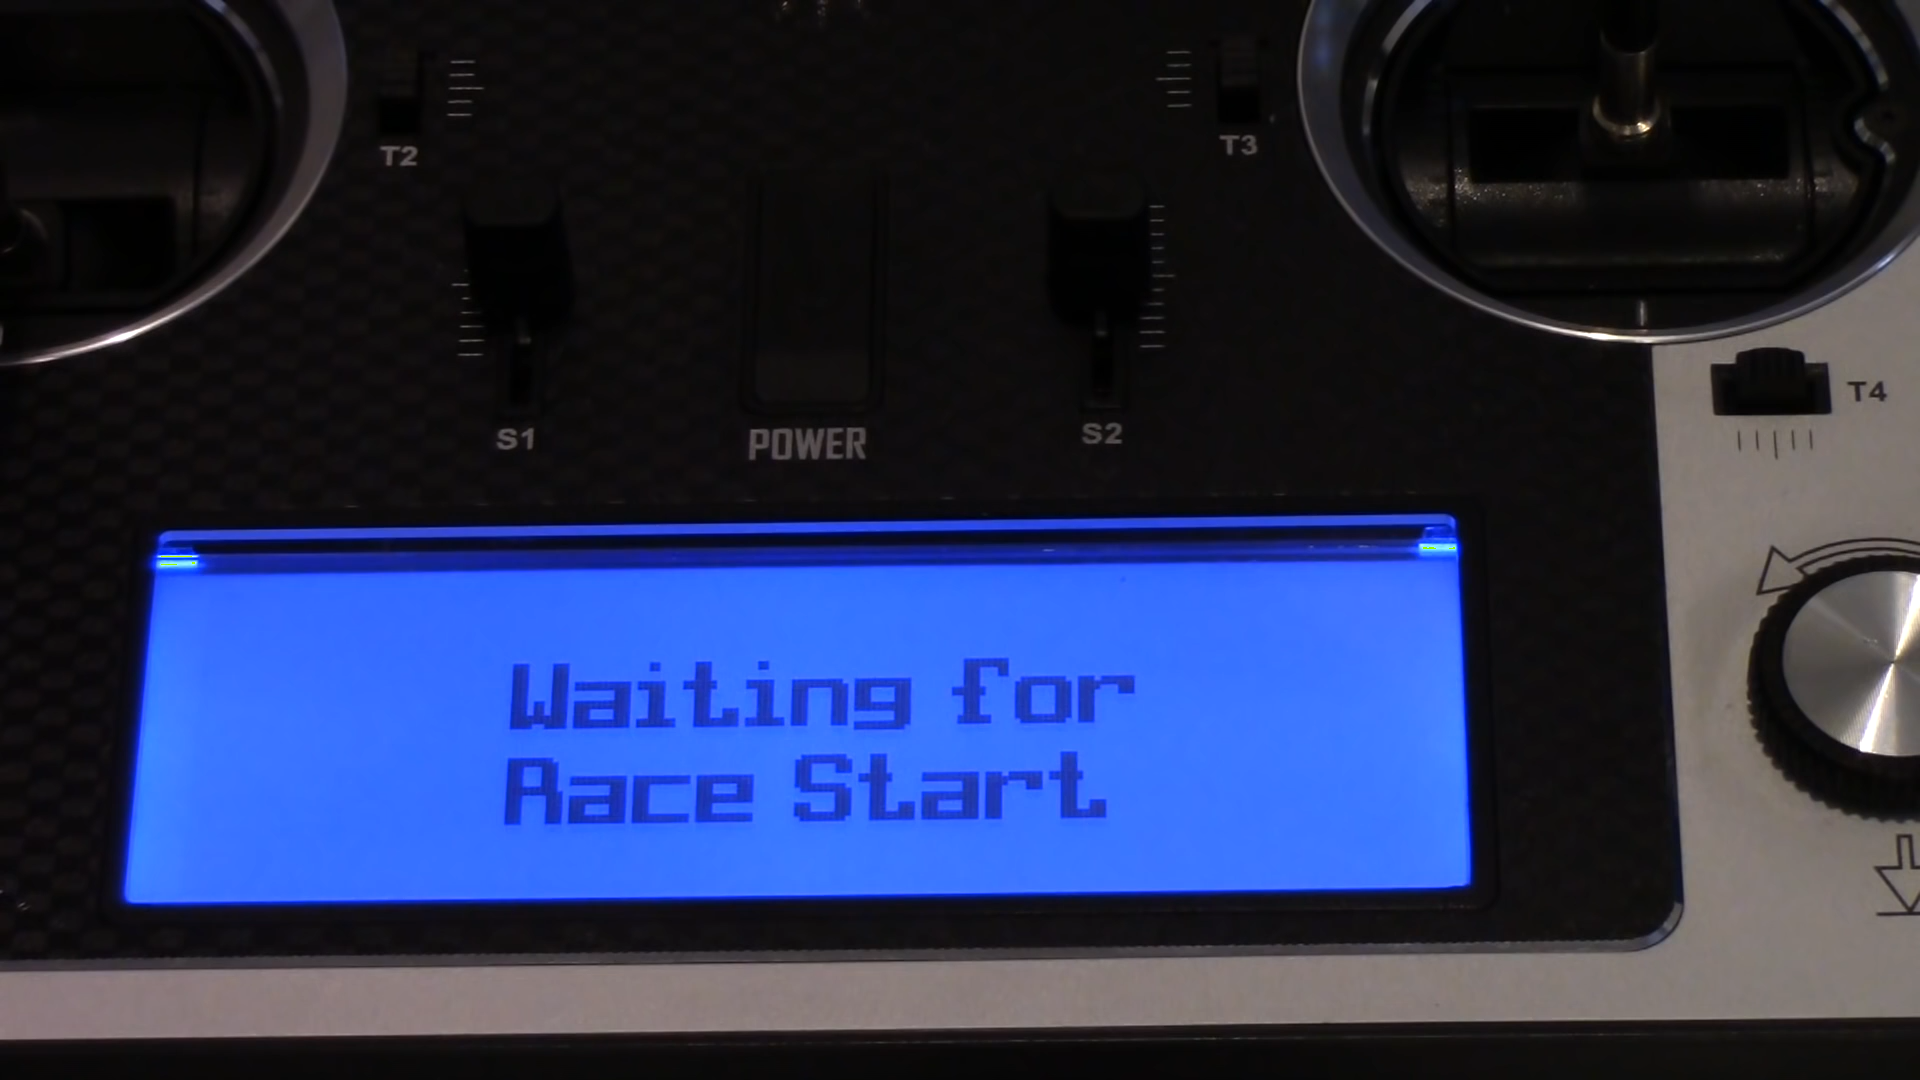 T2
T3
S1
POWER
S2
T4
Waiting for
Race Start